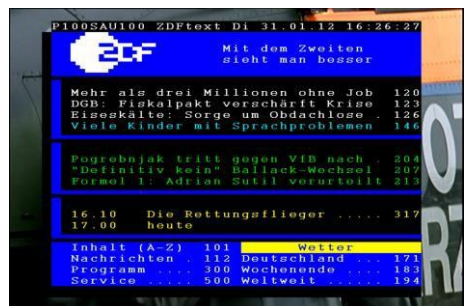 P100SAU100 ZDFtext Di 31.01.12 16:26:27
ZDF
Mit dem Zweiten
sieht man besser
Mehr als drei Millionen ohne Job 120
DGB: Fiskalpakt verschärft Krise 123
Eiseskälte: Sorge um Obdachlose . 126
Viele Kinder mit Sprachproblemen 146
Pogrebnjak tritt gegen VfB nach . 204
"Definitiv kein" Ballack-Wechsel 207
Formel 1: Adrian Sutil verurteilt 213
16.10 Die Rettungsflieger ..... 317
17.00 heute
Inhalt (A-Z) 101 Wetter
Nachrichten . 112 Deutschland ... 171
Programm .... 300 Wochenende .... 183
Service ..... 500 Weltweit ...... 194